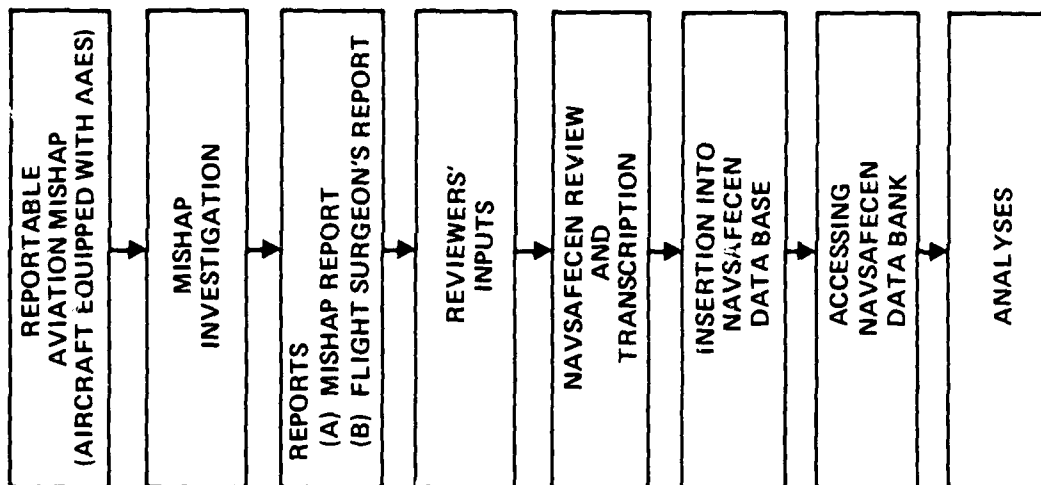 REPORTABLE
AVIATION MISHAP
(AIRCRAFT EQUIPPED WITH AAES)
MISHAP
INVESTIGATION
REPORTS
(A) MISHAP REPORT
(B) FLIGHT SURGEON'S REPORT
REVIEWERS'
INPUTS
NAVSAFECEN REVIEW
AND
TRANSCRIPTION
INSERTION INTO
NAVSAFECEN
DATA BASE
ACCESSING
NAVSAFECEN
DATA BANK
ANALYSES